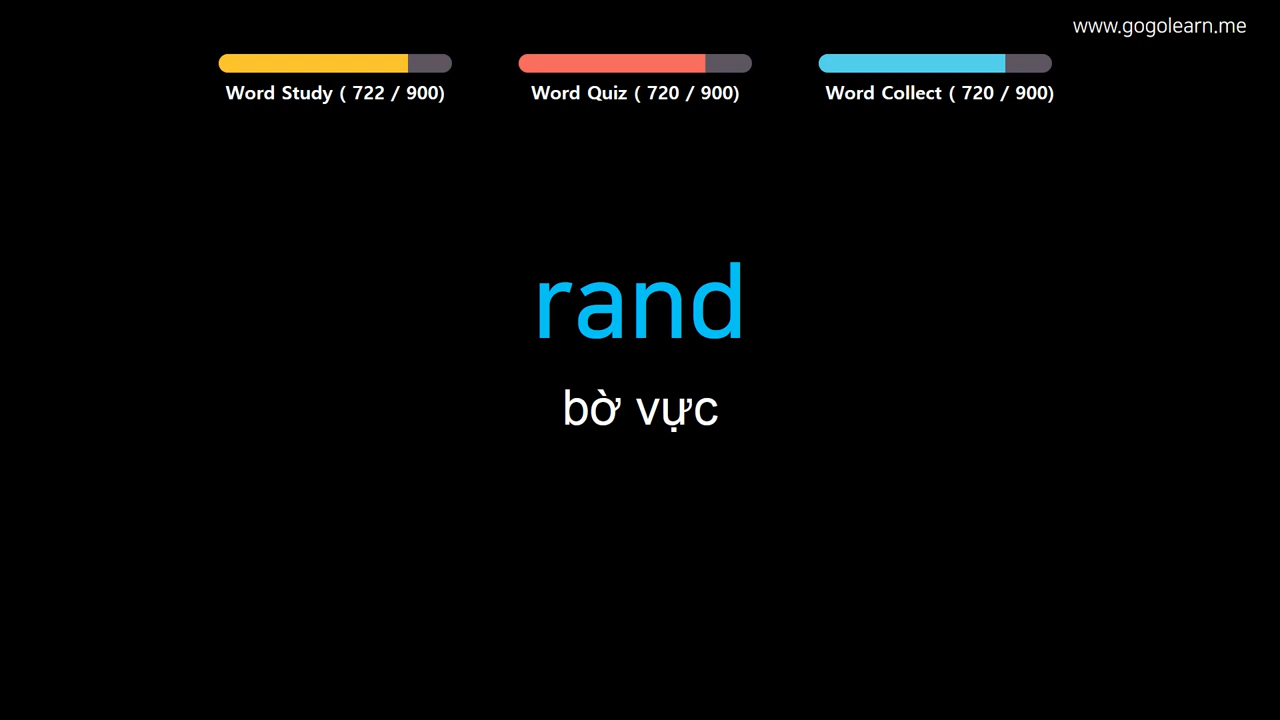 www.gogolearn.me
Word Study ( 722 / 900)
Word Quiz ( 720 / 900)
Word Collect ( 720 / 900)
rand
bờ vực